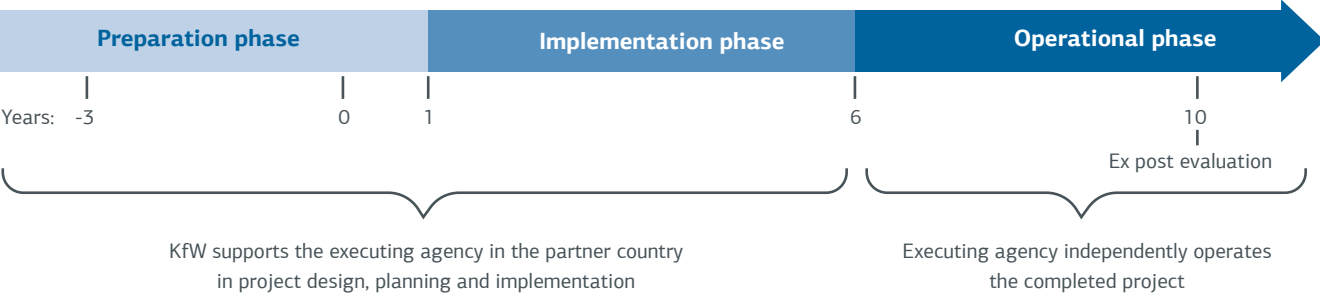 Preparation phase
Implementation phase
Operational phase
Years: -3 0 1 6 10
Ex post evaluation
KfW supports the executing agency in the partner country
in project design, planning and implementation
Executing agency independently operates
the completed project